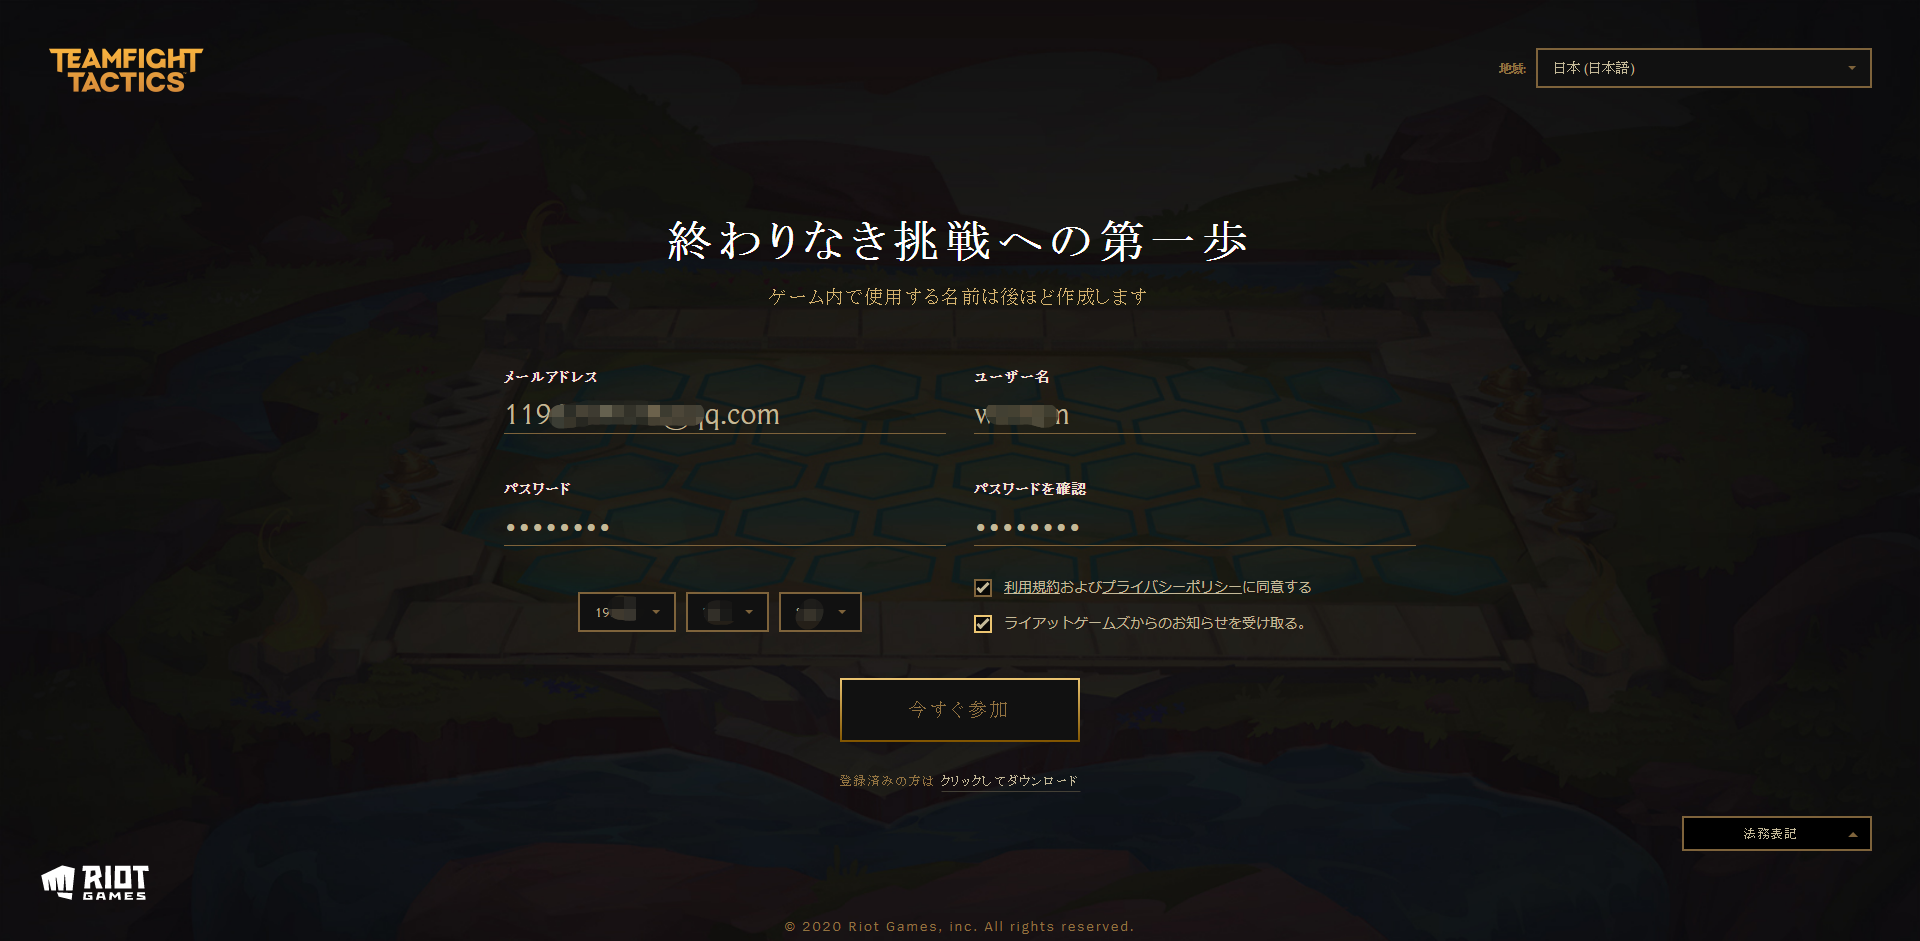 TEAMFIGHT
TACTICS
地域:
日本 (日本語)
終わりなき挑戦への第一歩
ゲーム内で使用する名前は後ほど作成します
メールアドレス
ユーザー名
119 qq.com
w n
パスワード
パスワードを確認
••••••••
••••••••
利用規約およびプライバシーポリシーに同意する
19
ライアットゲームズからのお知らせを受け取る。
今すぐ参加
登録済みの方は クリックしてダウンロード
法務表記
RIOT
GAMES
© 2020 Riot Games, inc. All rights reserved.